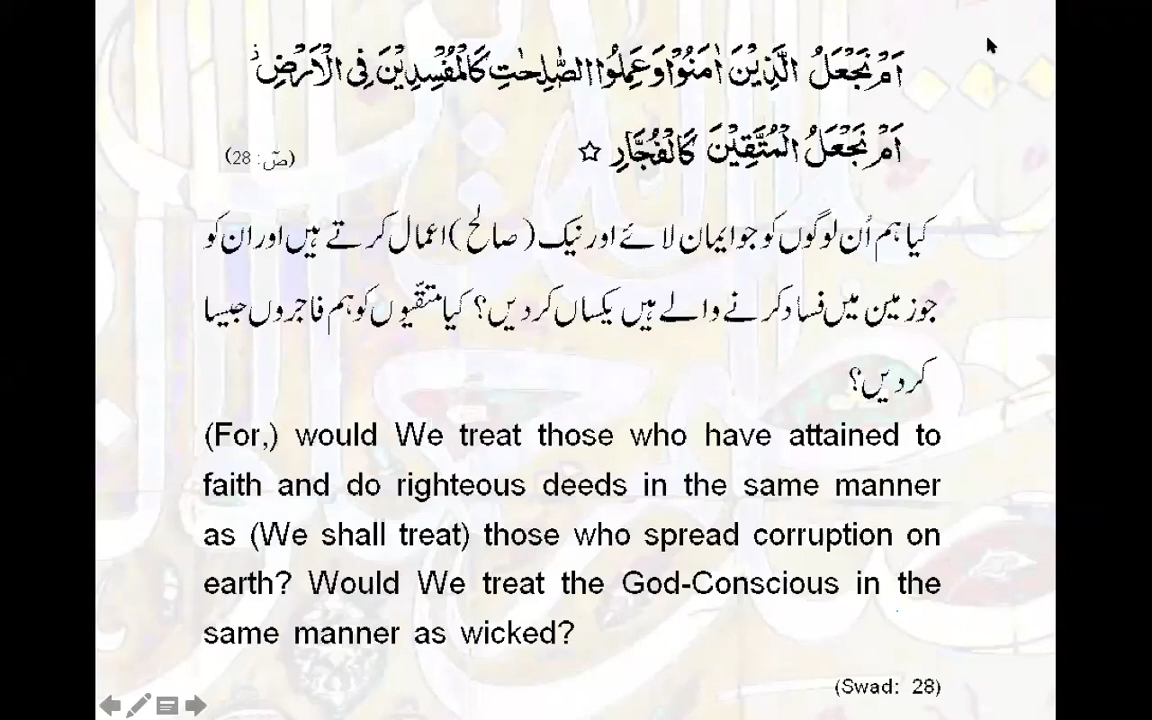 اَمْ نَجْعَلُ الَّذِیْنَ اٰمَنُوْا وَ عَمِلُوا الصّٰلِحٰتِ کَالْمُفْسِدِیْنَ فِی الْاَرْضِ ز
اَمْ نَجْعَلُ الْمُتَّقِیْنَ کَالْفُجَّارِ ☆ (صٓ: 28)
کیا ہم اُن لوگوں کو جو ایمان لائے اور نیک (صالح) اعمال کرتے ہیں اور ان کو
جو زمین میں فساد کرنے والے ہیں یکساں کر دیں؟ کیا متّقیوں کو ہم فاجروں جیسا
کر دیں؟
(For,) would We treat those who have attained to
faith and do righteous deeds in the same manner
as (We shall treat) those who spread corruption on
earth? Would We treat the God-Conscious in the
same manner as wicked?
(Swad: 28)